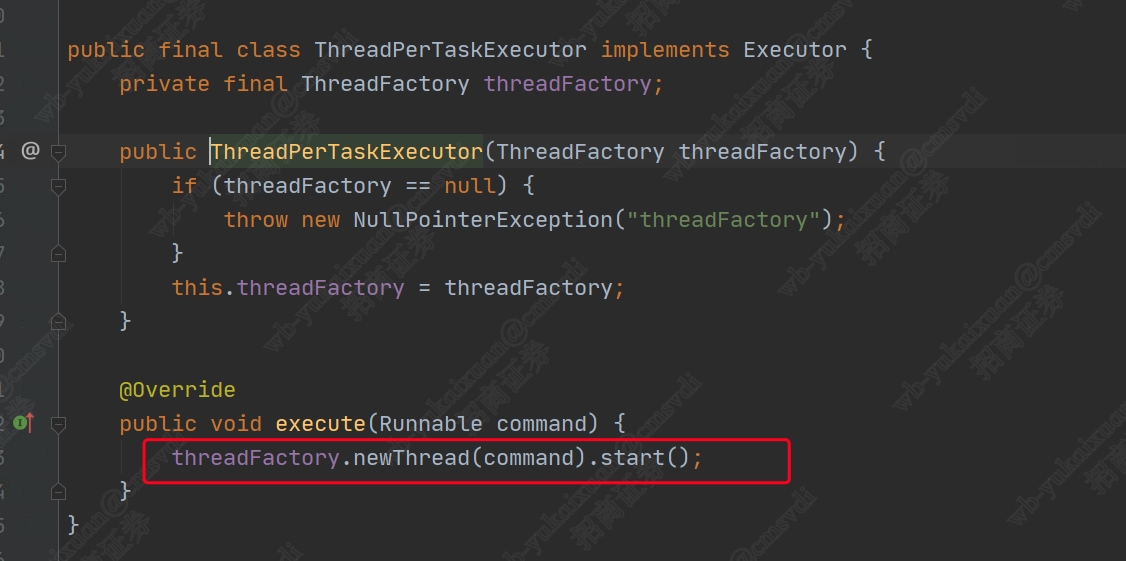 public final class ThreadPerTaskExecutor implements Executor {
private final ThreadFactory threadFactory;
@
public ThreadPerTaskExecutor(ThreadFactory threadFactory) {
if (threadFactory == null) {
throw new NullPointerException("threadFactory");
}
this.threadFactory = threadFactory;
}
@Override
public void execute(Runnable command) {
threadFactory.newThread(command).start();
}
}